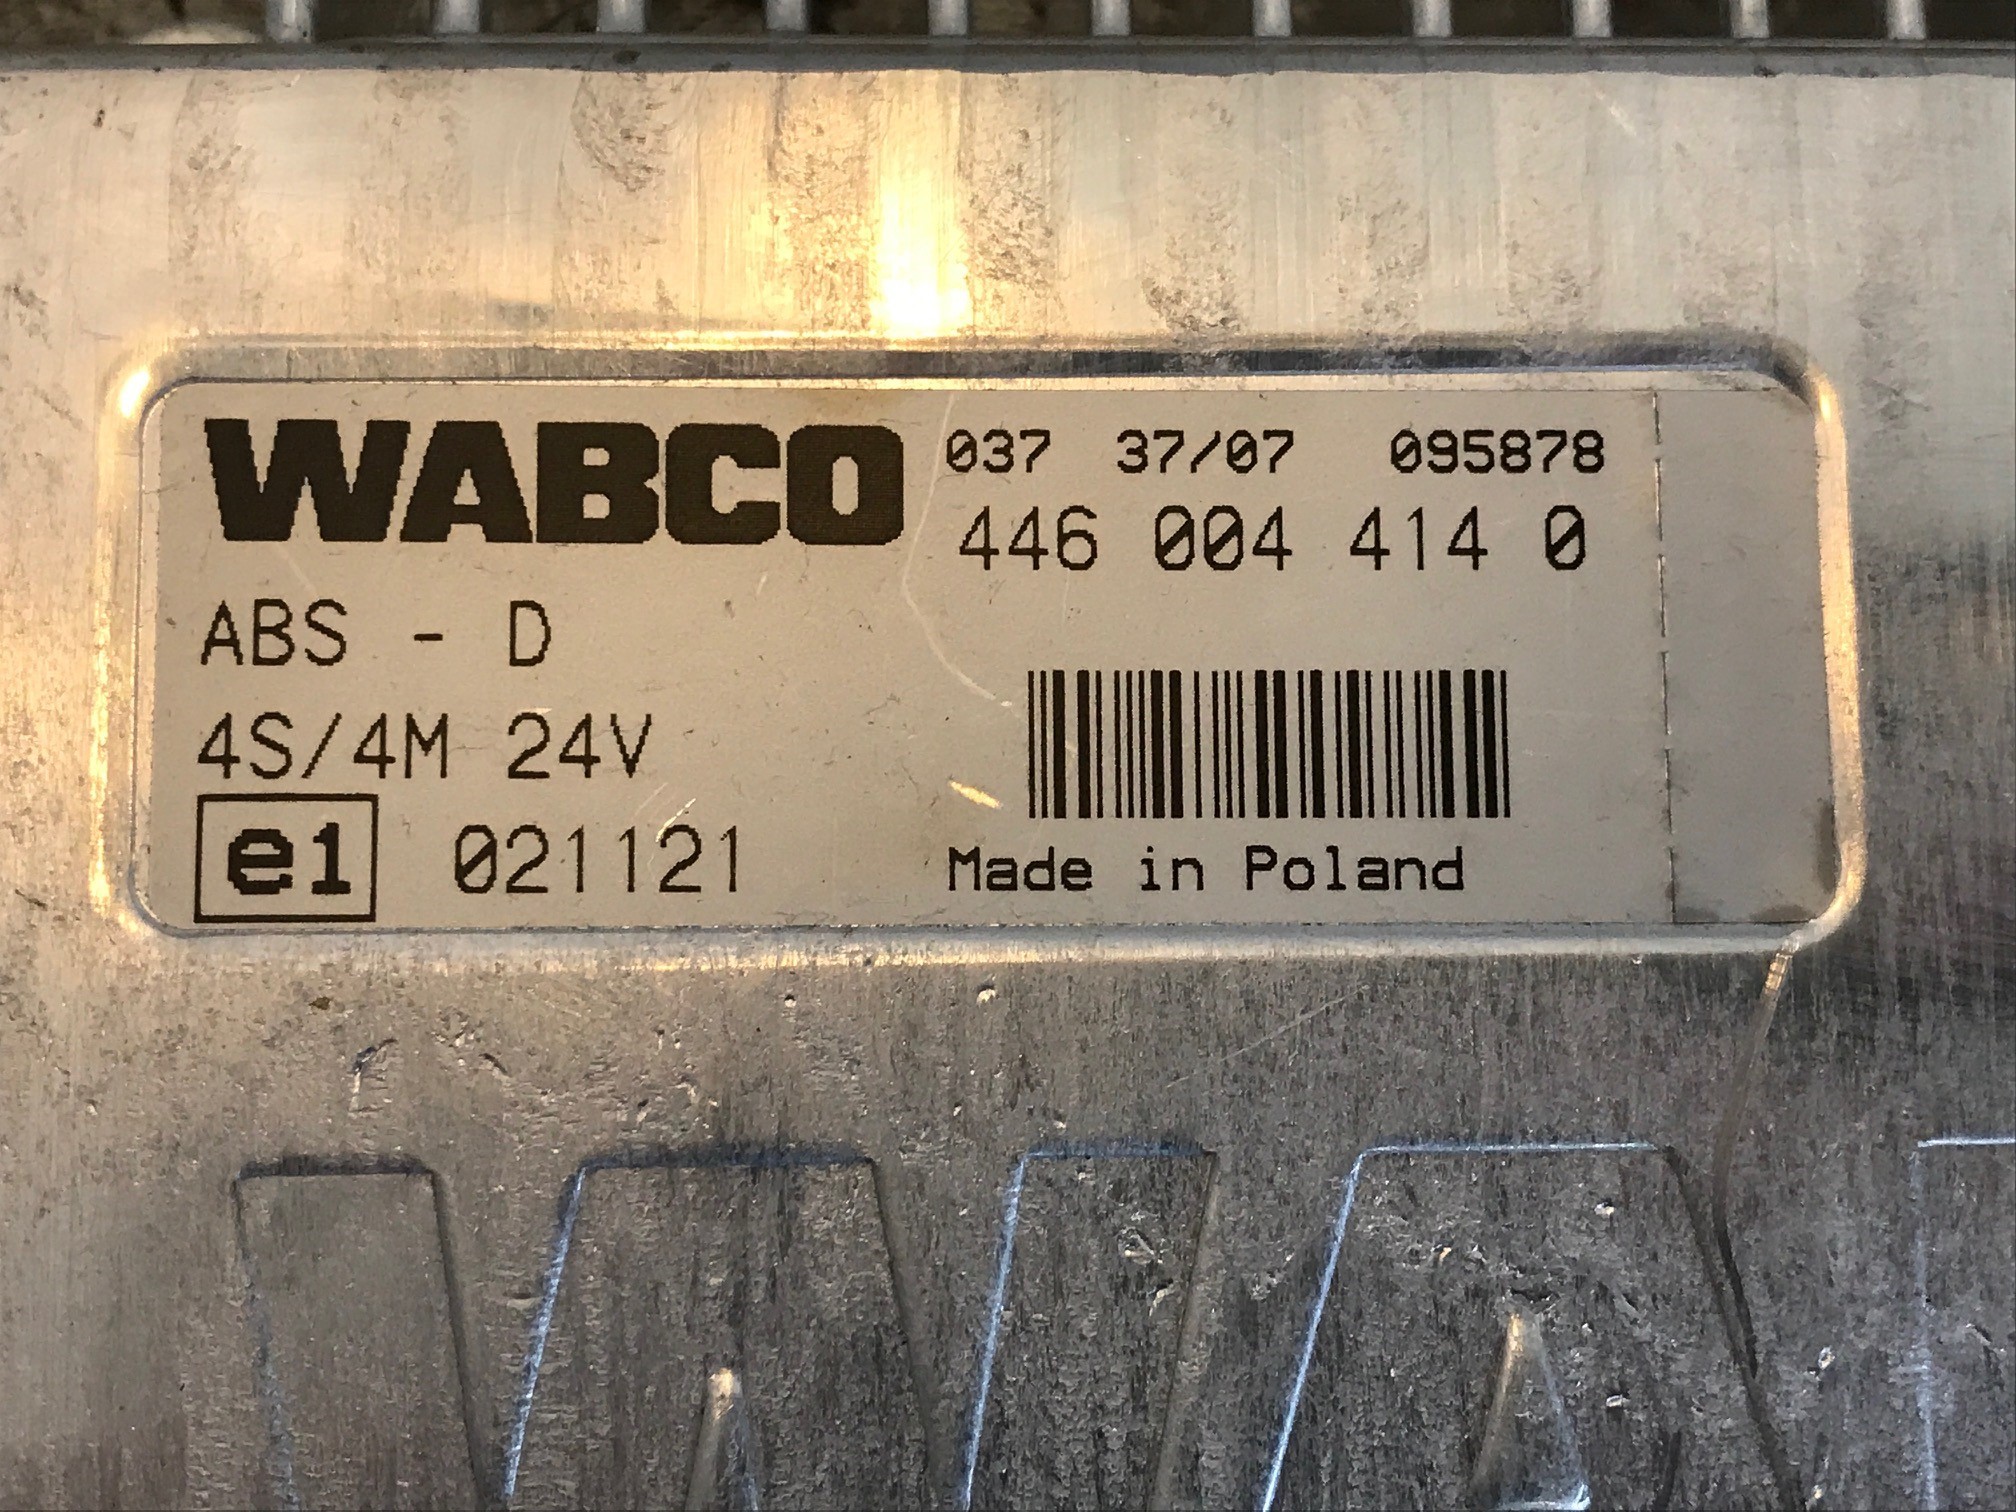 WABCO 037 37/07 095878
446 004 414 0
ABS - D
4S/4M 24V
e1 021121
Made in Poland